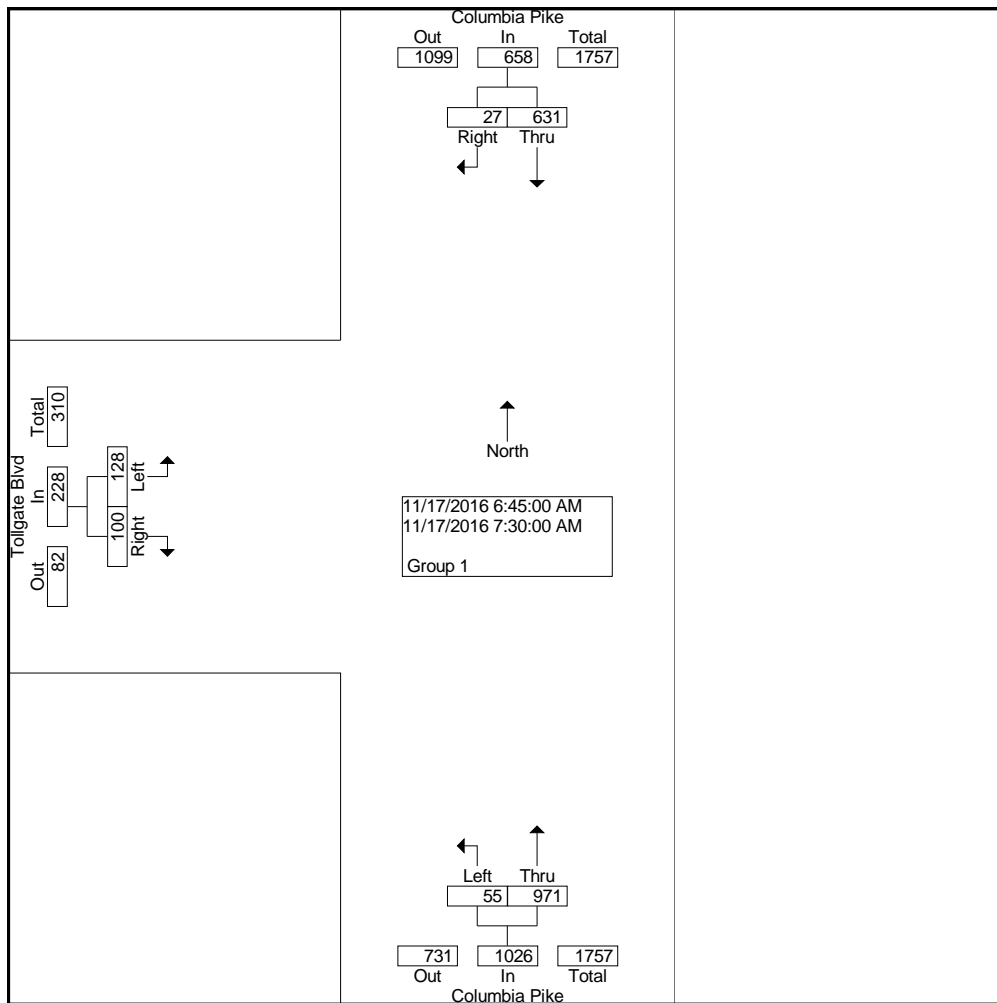 Columbia Pike
Out In Total
1099 658 1757
27 631
Right Thru
Tollgate Blvd
Total In Out
310 228 82
128 100
Left Right
North
11/17/2016 6:45:00 AM
11/17/2016 7:30:00 AM
Group 1
Left Thru
55 971
731 1026 1757
Out In Total
Columbia Pike